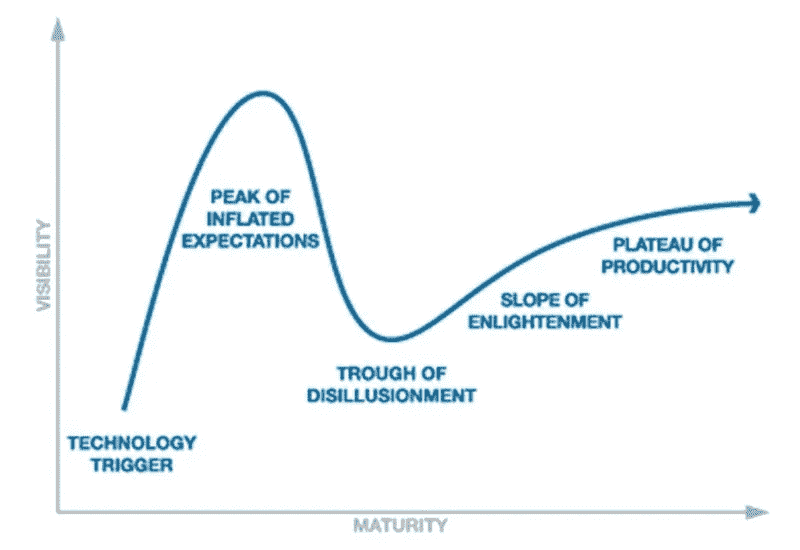 VISIBILITY
PEAK OF
INFLATED
EXPECTATIONS
PLATEAU OF
PRODUCTIVITY
SLOPE OF
ENLIGHTENMENT
TROUGH OF
DISILLUSIONMENT
TECHNOLOGY
TRIGGER
MATURITY